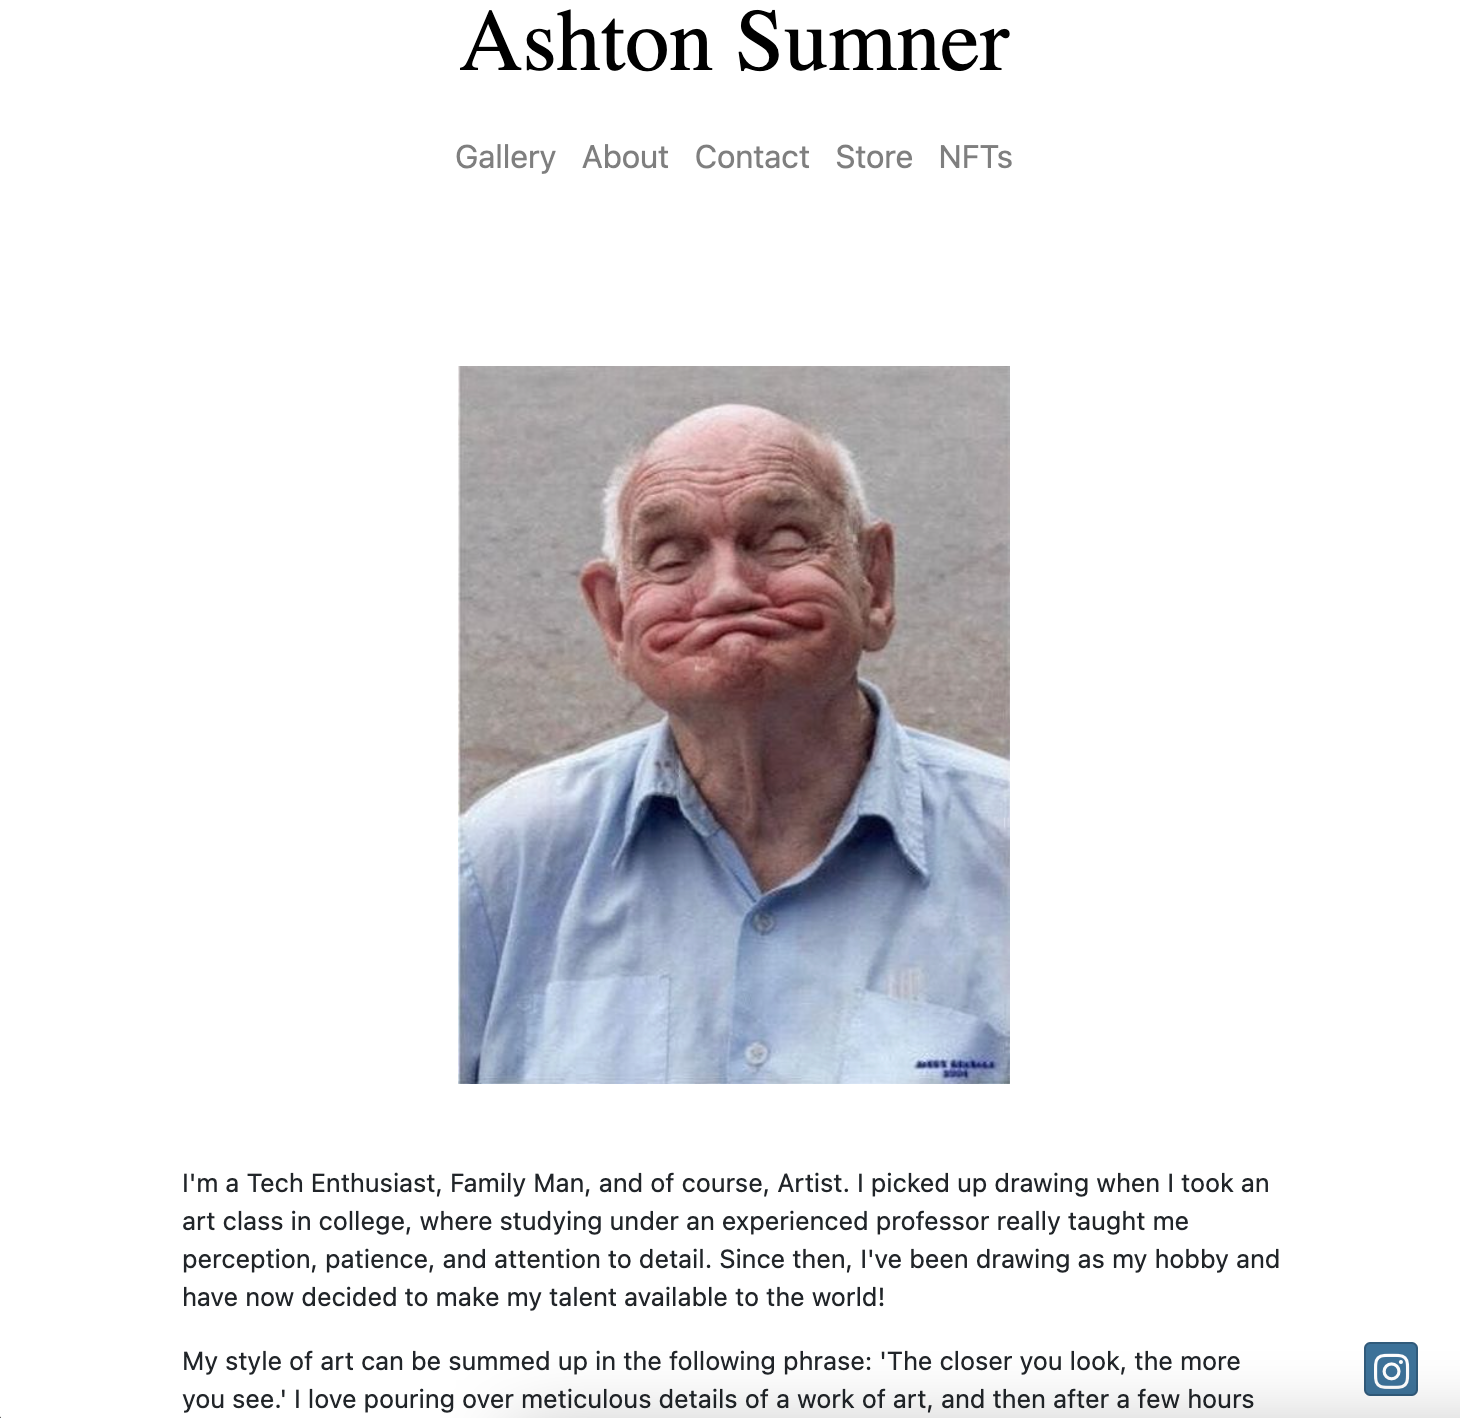 Ashton Sumner
Gallery About Contact Store NFTs
I'm a Tech Enthusiast, Family Man, and of course, Artist. I picked up drawing when I took an
art class in college, where studying under an experienced professor really taught me
perception, patience, and attention to detail. Since then, I've been drawing as my hobby and
have now decided to make my talent available to the world!
My style of art can be summed up in the following phrase: 'The closer you look, the more
you see.' I love pouring over meticulous details of a work of art, and then after a few hours